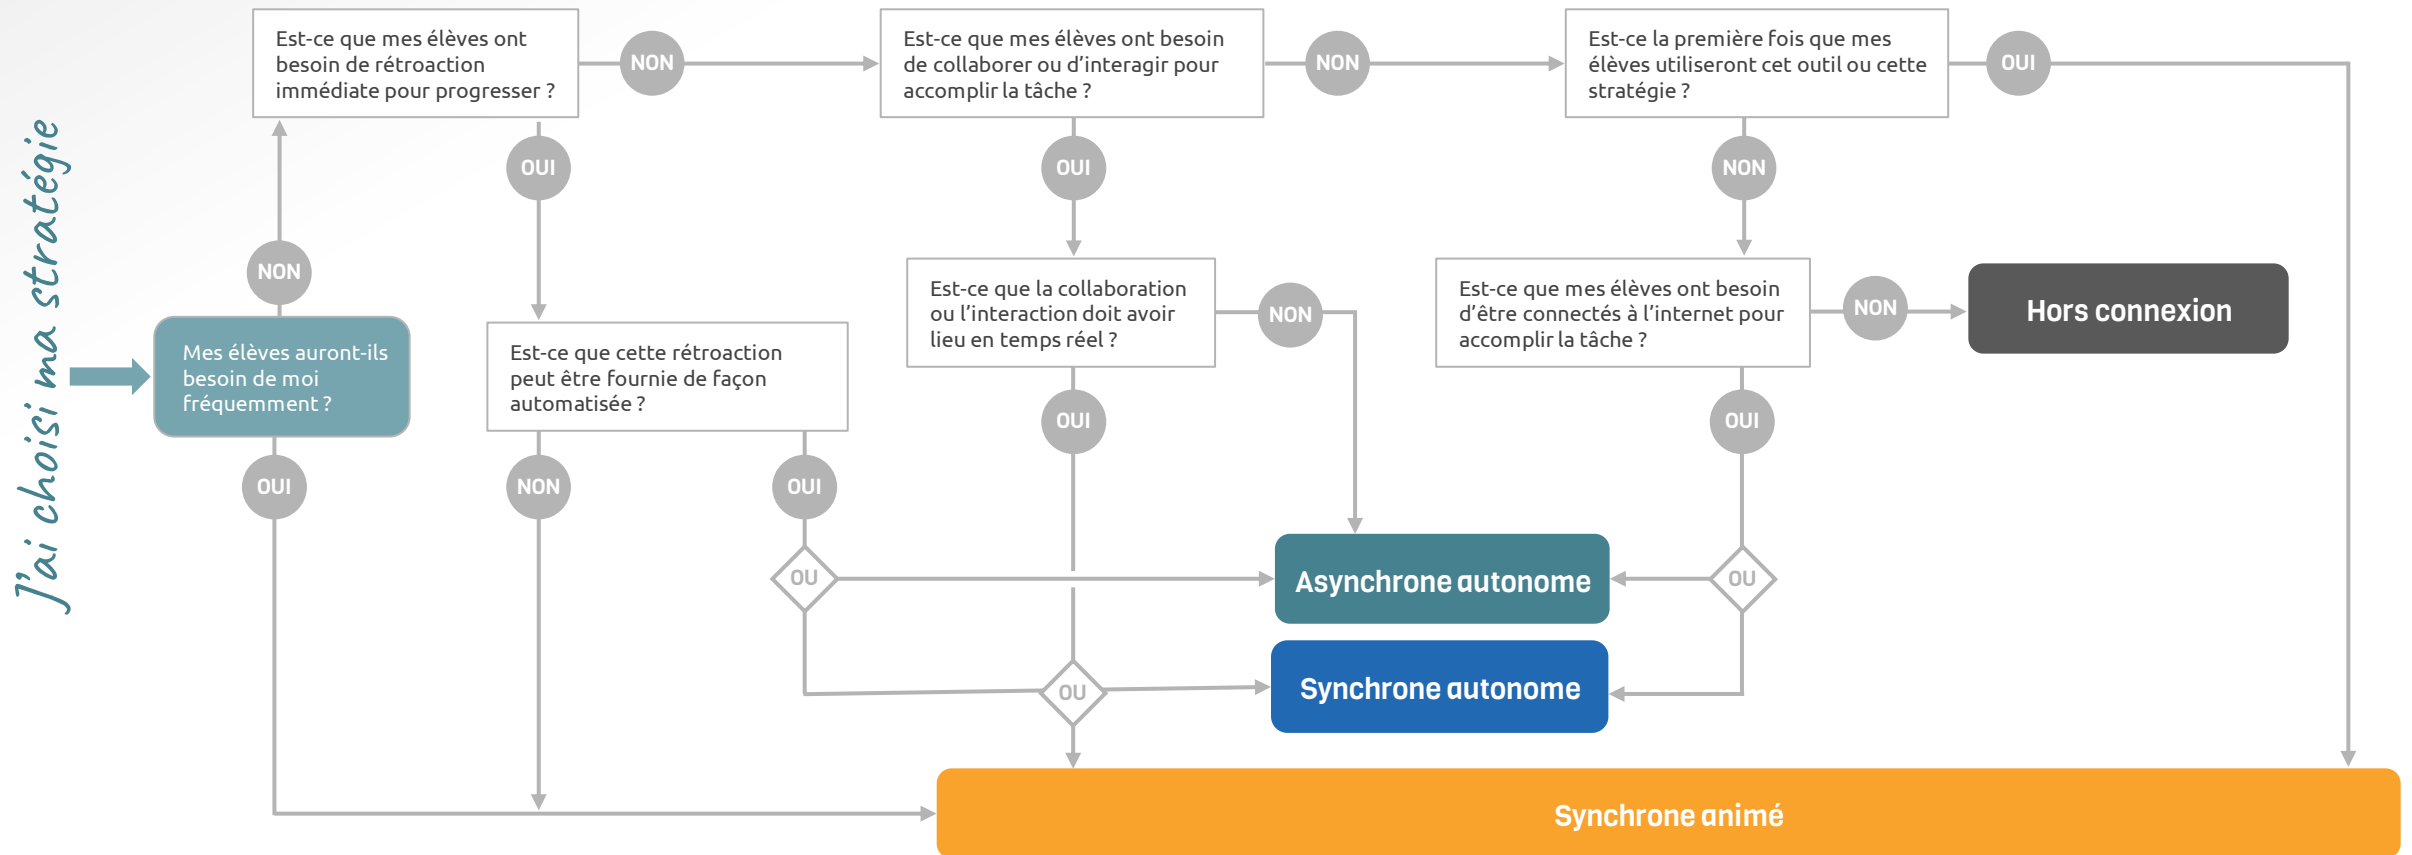 J'ai choisi ma stratégie
Est-ce que mes élèves ont
besoin de rétroaction
immédiate pour progresser ?
NON
Est-ce que mes élèves ont besoin
de collaborer ou d’interagir pour
accomplir la tâche ?
NON
Est-ce la première fois que mes
élèves utiliseront cet outil ou cette
stratégie ?
OUI
OUI
OUI
NON
NON
Mes élèves auront-ils
besoin de moi
fréquemment ?
Est-ce que cette rétroaction
peut être fournie de façon
automatisée ?
Est-ce que la collaboration
ou l’interaction doit avoir
lieu en temps réel ?
NON
Est-ce que mes élèves ont besoin
d’être connectés à l’internet pour
accomplir la tâche ?
NON
Hors connexion
OUI
NON
OUI
OUI
OUI
OU
Asynchrone autonome
OU
OU
Synchrone autonome
Synchrone animé